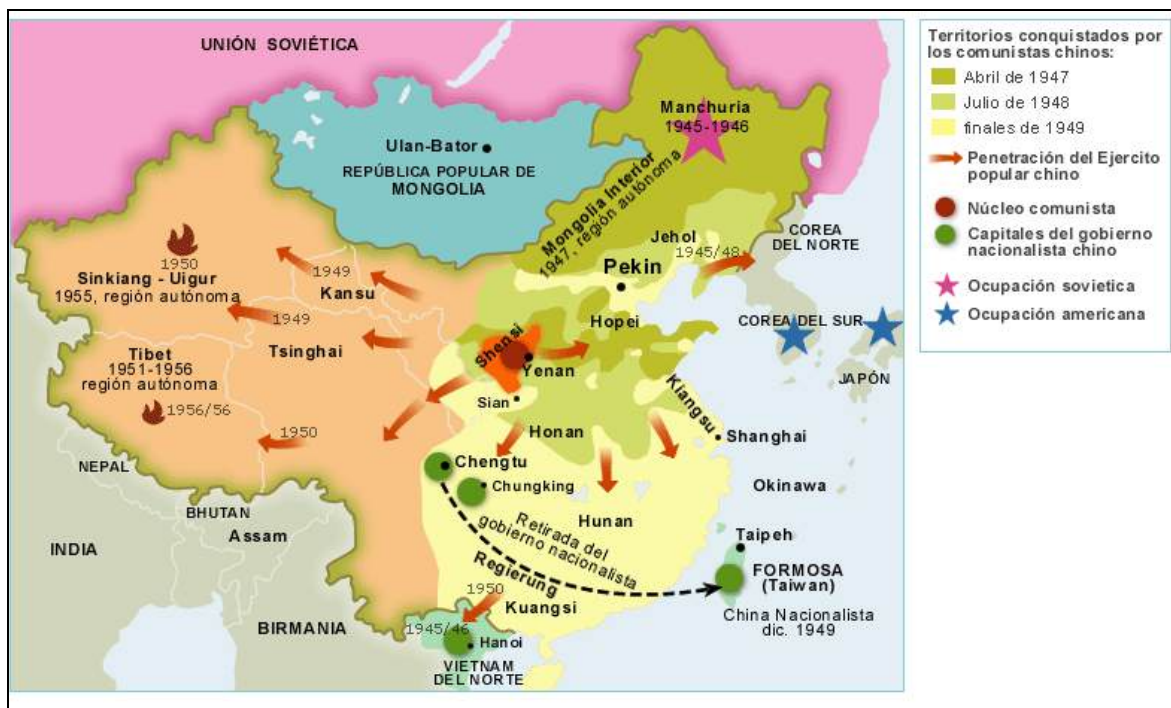 UNIÓN SOVIÉTICA
Manchuria
1945-1946
Ulan-Bator
REPÚBLICA POPULAR DE
MONGOLIA
Mongolia Interior
1947, región autónoma
Jehol
1945/48
COREA
DEL NORTE
Pekin
1950
Sinkiang - Uigur
1955, región autónoma
1949
Kansu
1949
Hopei
COREA DEL SUR
Tsinghai
Shensi
Yenan
JAPÓN
Tibet
1951-1956
región autónoma
1956/56
Sian
Kiangsu
1950
Honan
Shanghai
NEPAL
Chengtu
Chungking
Okinawa
BHUTAN
Assam
INDIA
Hunan
Retirada del
gobierno nacionalista
Taipeh
FORMOSA
(Taiwan)
China Nacionalista
dic. 1949
Regierung
1950
Kuangsi
BIRMANIA
1945/46
Hanoi
VIETNAM
DEL NORTE
Territorios conquistados por
los comunistas chinos:
Abril de 1947
Julio de 1948
finales de 1949
Penetración del Ejercito
popular chino
Núcleo comunista
Capitales del gobierno
nacionalista chino
Ocupación sovietica
Ocupación americana